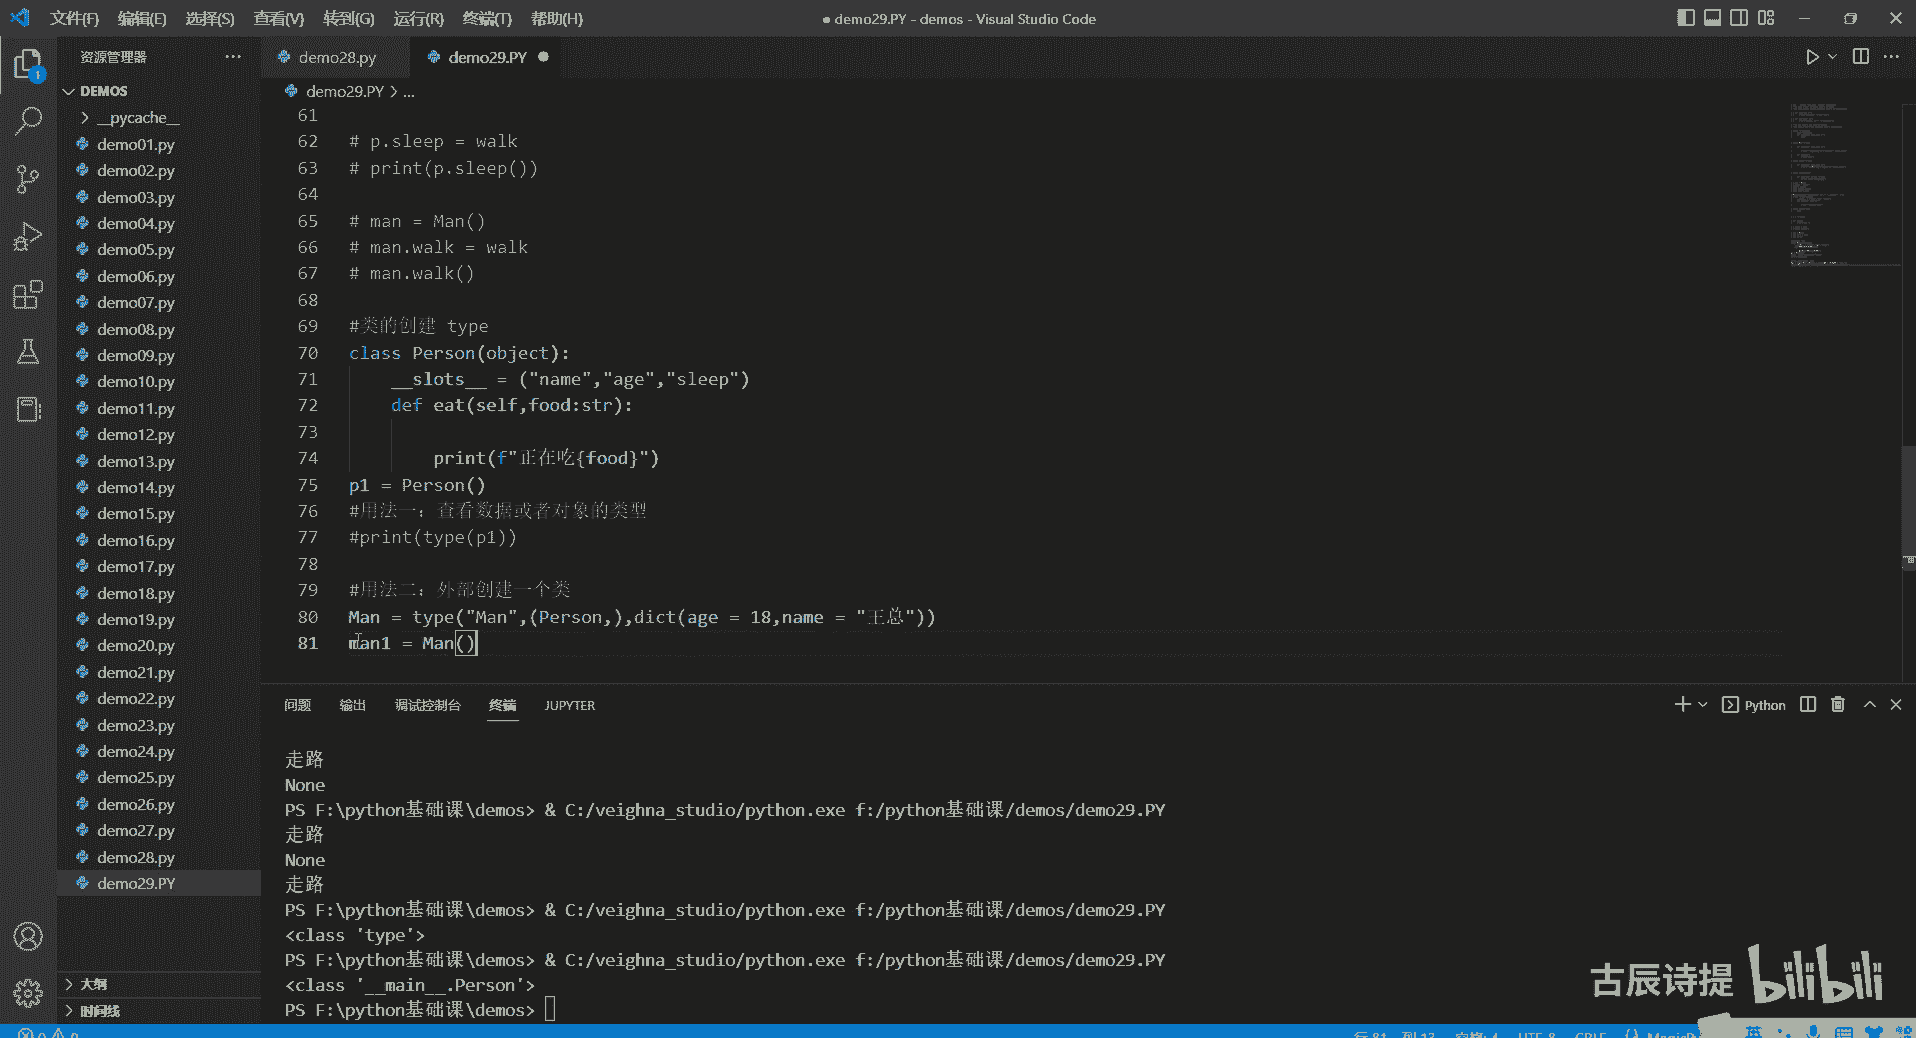 文件(F) 编辑(E) 选择(S) 查看(V) 转到(G) 运行(R) 终端(T) 帮助(H)
● demo29.PY - demos - Visual Studio Code
资源管理器
demo28.py
demo29.PY
DEMOS
demo29.PY > ...
__pycache__
demo01.py
demo02.py
demo03.py
demo04.py
demo05.py
demo06.py
demo07.py
demo08.py
demo09.py
demo10.py
demo11.py
demo12.py
demo13.py
demo14.py
demo15.py
demo16.py
demo17.py
demo18.py
demo19.py
demo20.py
demo21.py
demo22.py
demo23.py
demo24.py
demo25.py
demo26.py
demo27.py
demo28.py
demo29.PY
大纲
时间线
61
62 # p.sleep = walk
63 # print(p.sleep())
64
65 # man = Man()
66 # man.walk = walk
67 # man.walk()
68
69 #类的创建 type
70 class Person(object):
71 __slots__ = ("name","age","sleep")
72 def eat(self,food:str):
73
74 print(f"正在吃{food}")
75 p1 = Person()
76 #用法一：查看数据或者对象的类型
77 #print(type(p1))
78
79 #用法二：外部创建一个类
80 Man = type("Man",(Person,),dict(age = 18,name = "王总"))
81 man1 = Man()
问题 输出 调试控制台 终端 JUPYTER
Python
走路
None
PS F:\python基础课\demos> & C:/veighna_studio/python.exe f:/python基础课/demos/demo29.PY
走路
None
走路
PS F:\python基础课\demos> & C:/veighna_studio/python.exe f:/python基础课/demos/demo29.PY
<class 'type'>
PS F:\python基础课\demos> & C:/veighna_studio/python.exe f:/python基础课/demos/demo29.PY
<class '__main__.Person'>
PS F:\python基础课\demos>
古辰诗提 bilibili
英